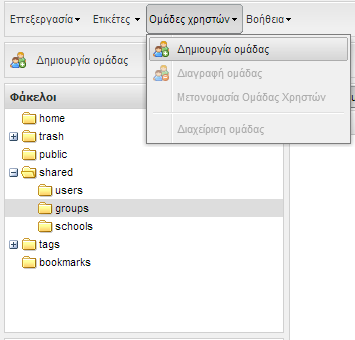 Επεξεργασία Ετικέτες Ομάδες χρηστών Βοήθεια
Δημιουργία ομάδας
Δημιουργία ομάδας
Διαγραφή ομάδας
Μετονομασία Ομάδας Χρηστών
Διαχείριση ομάδας
Φάκελοι
home
trash
public
shared
users
groups
schools
tags
bookmarks